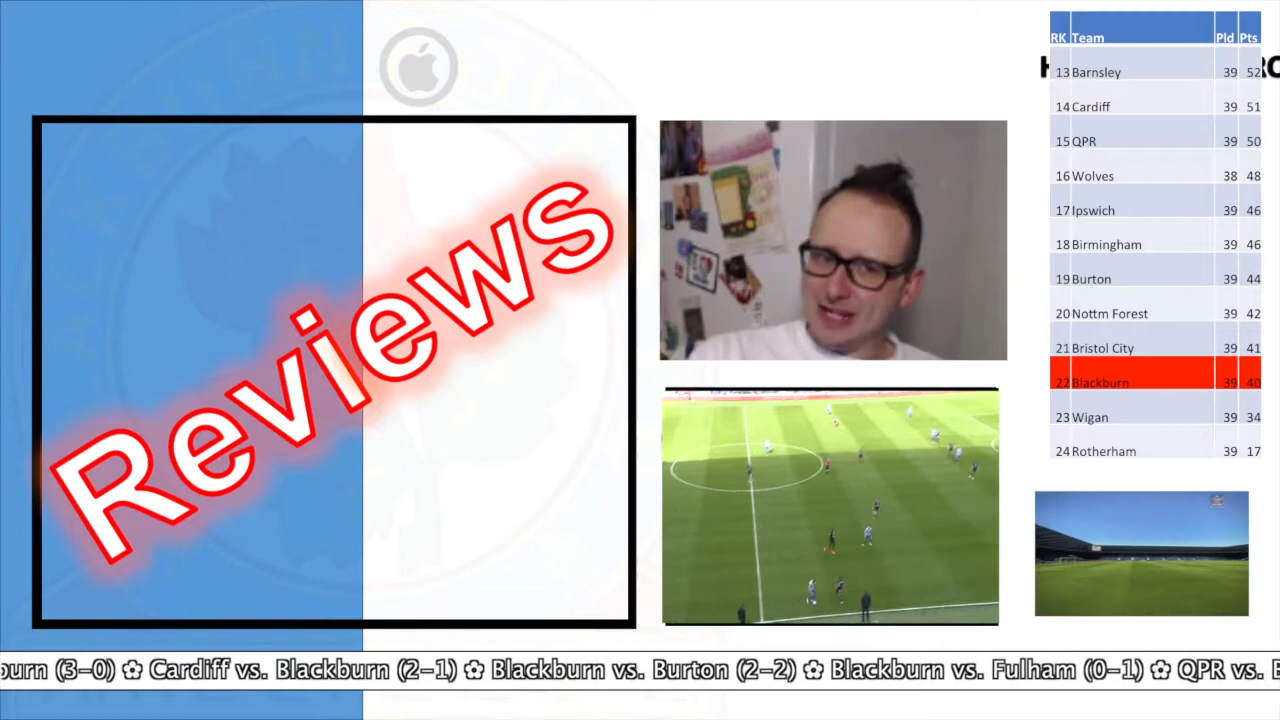 Reviews
RK Team Pld Pts
13 Barnsley 39 52
14 Cardiff 39 51
15 QPR 39 50
16 Wolves 38 48
17 Ipswich 39 46
18 Birmingham 39 46
19 Burton 39 44
20 Nottm Forest 39 42
21 Bristol City 39 41
22 Blackburn 39 40
23 Wigan 39 34
24 Rotherham 39 17
burn (3-0) ✿ Cardiff vs. Blackburn (2-1) ✿ Blackburn vs. Burton (2-2) ✿ Blackburn vs. Fulham (0-1) ✿ QPR vs.